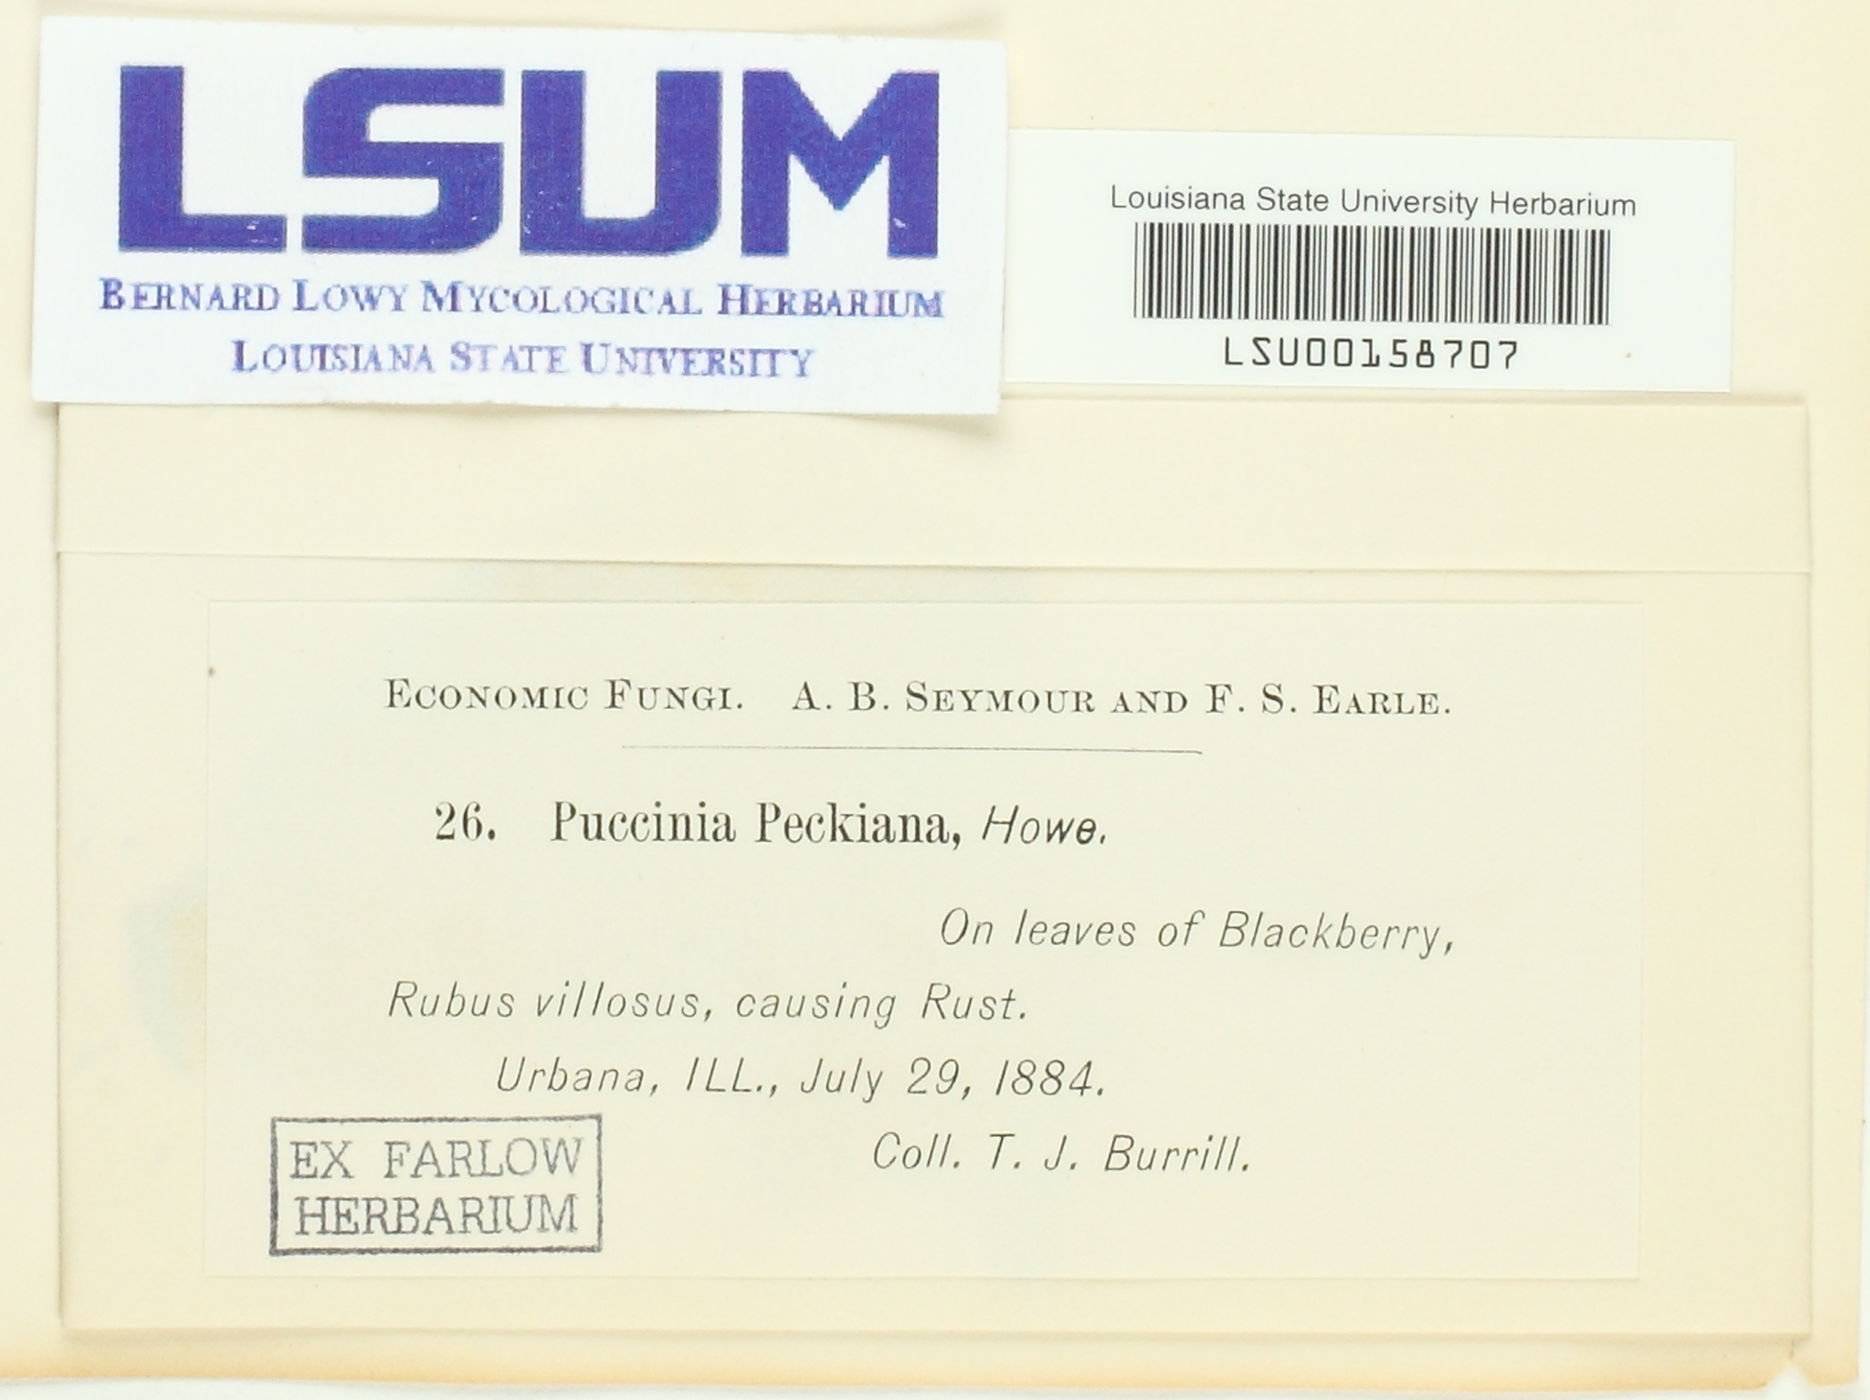 LSUM
BERNARD LOWY MYCOLOGICAL HERBARIUM
LOUISIANA STATE UNIVERSITY
Louisiana State University Herbarium
LSU00158707
ECONOMIC FUNGI. A. B. SEYMOUR AND F. S. EARLE.
26. Puccinia Peckiana, Howe.
On leaves of Blackberry,
Rubus villosus, causing Rust.
Urbana, ILL., July 29, 1884.
Coll. T. J. Burrill.
EX FARLOW
HERBARIUM